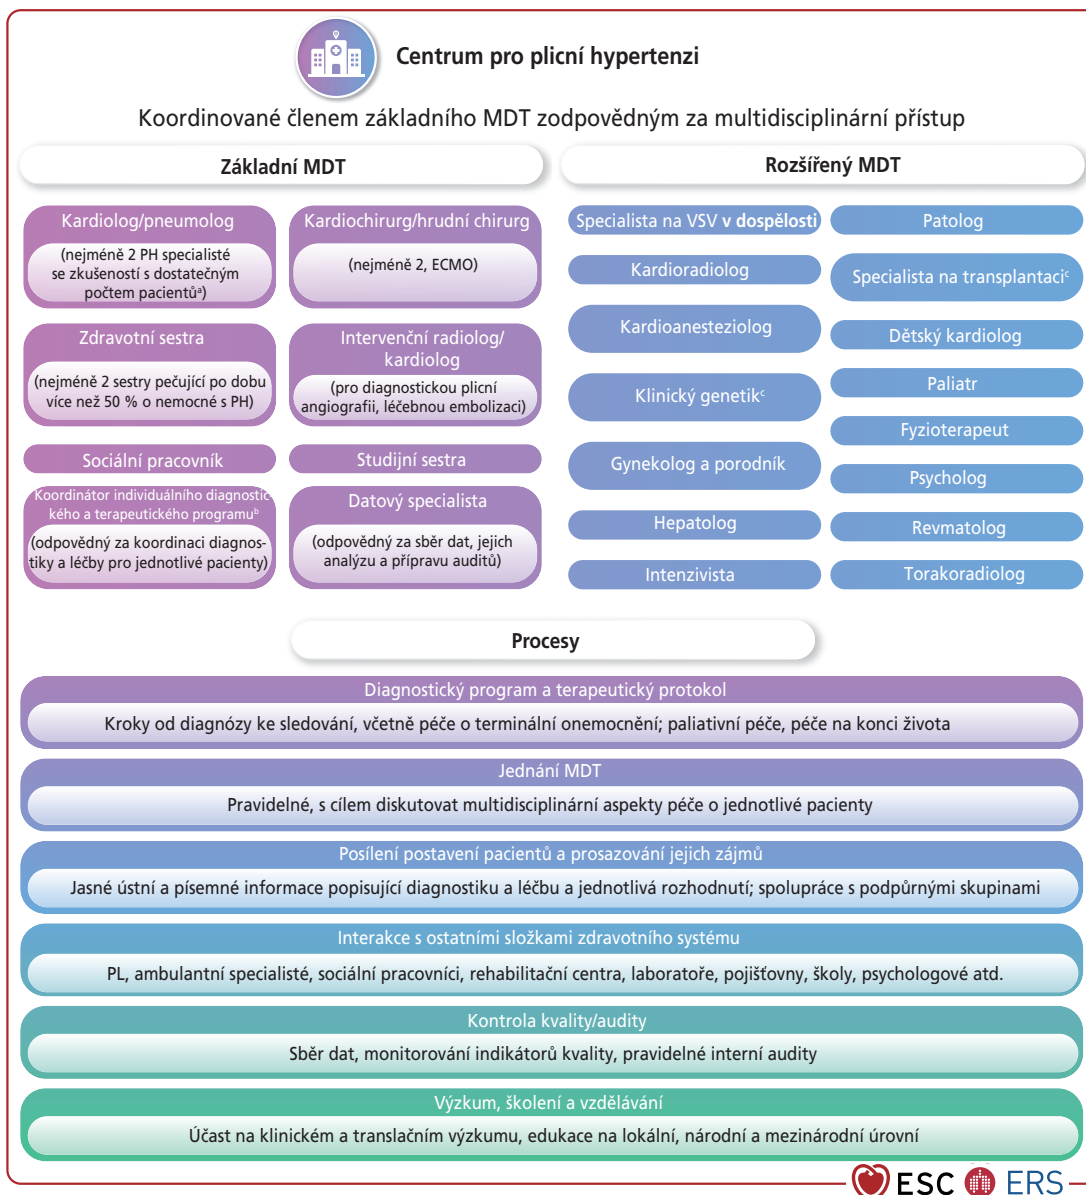 Centrum pro plicní hypertenzi
Koordinované členem základního MDT zodpovědným za multidisciplinární přístup
Základní MDT
Kardiolog/pneumolog
(nejméně 2 PH specialisté
se zkušeností s dostatečným
počtem pacientůᵃ)
Kardiochirurg/hrudní chirurg
(nejméně 2, ECMO)
Zdravotní sestra
(nejméně 2 sestry pečující po dobu
více než 50 % o nemocné s PH)
Intervenční radiolog/
kardiolog
(pro diagnostickou plicní
angiografii, léčebnou embolizaci)
Sociální pracovník
Studijní sestra
Koordinátor individuálního diagnostic-
kého a terapeutického programuᵇ
(odpovědný za koordinaci diagnos-
tiky a léčby pro jednotlivé pacienty)
Datový specialista
(odpovědný za sběr dat, jejich
analýzu a přípravu auditů)
Rozšířený MDT
Specialista na VSV v dospělosti
Patolog
Kardioradiolog
Specialista na transplantaciᶜ
Kardioanesteziolog
Dětský kardiolog
Klinický genetikᶜ
Paliatr
Fyzioterapeut
Gynekolog a porodník
Psycholog
Hepatolog
Revmatolog
Intenzivista
Torakoradiolog
Procesy
Diagnostický program a terapeutický protokol
Kroky od diagnózy ke sledování, včetně péče o terminální onemocnění; paliativní péče, péče na konci života
Jednání MDT
Pravidelné, s cílem diskutovat multidisciplinární aspekty péče o jednotlivé pacienty
Posílení postavení pacientů a prosazování jejich zájmů
Jasné ústní a písemné informace popisující diagnostiku a léčbu a jednotlivá rozhodnutí; spolupráce s podpůrnými skupinami
Interakce s ostatními složkami zdravotního systému
PL, ambulantní specialisté, sociální pracovníci, rehabilitační centra, laboratoře, pojišťovny, školy, psychologové atd.
Kontrola kvality/audity
Sběr dat, monitorování indikátorů kvality, pravidelné interní audity
Výzkum, školení a vzdělávání
Účast na klinickém a translačním výzkumu, edukace na lokální, národní a mezinárodní úrovní
ESC ERS